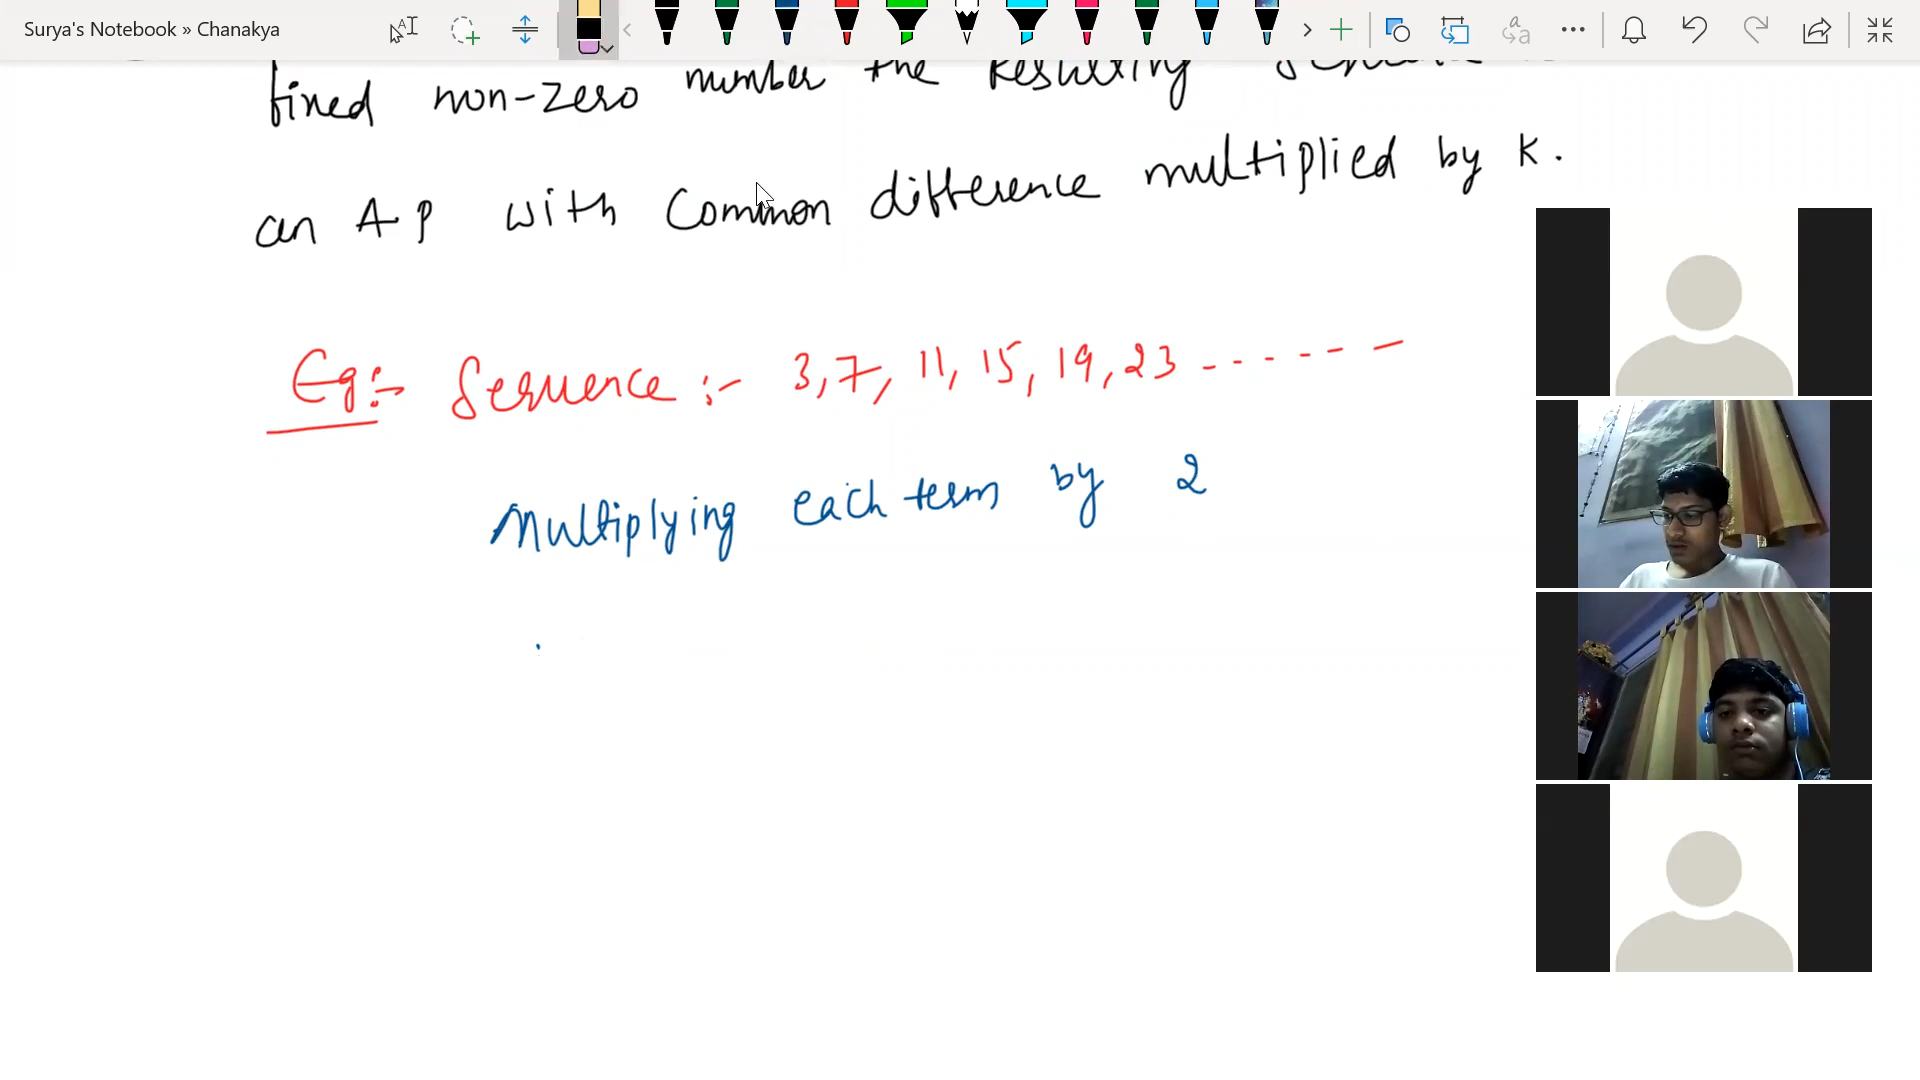 Surya's Notebook » Chanakya
fixed non-zero number the resulting
an AP with common difference multiplied by K.
Eg:- Sequence :- 3, 7, 11, 15, 19, 23 ------
Multiplying each term by 2